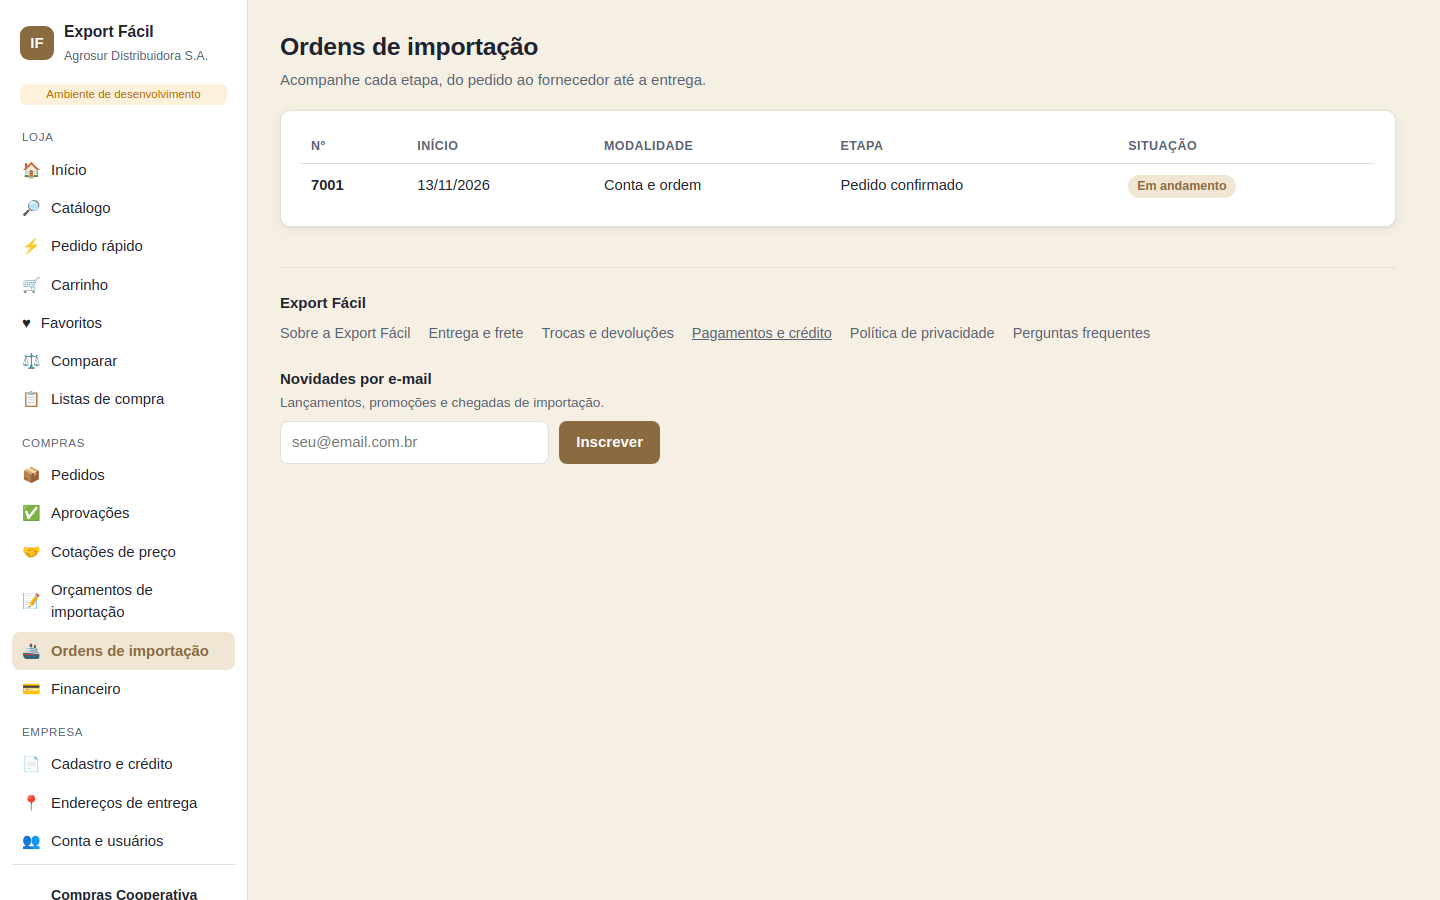 IF
Export Fácil
Agrosur Distribuidora S.A.
Ambiente de desenvolvimento
LOJA
Início
Catálogo
Pedido rápido
Carrinho
Favoritos
Comparar
Listas de compra
COMPRAS
Pedidos
Aprovações
Cotações de preço
Orçamentos de
importação
Ordens de importação
Financeiro
EMPRESA
Cadastro e crédito
Endereços de entrega
Conta e usuários
Compras Cooperativa
Ordens de importação
Acompanhe cada etapa, do pedido ao fornecedor até a entrega.
Nº INÍCIO MODALIDADE ETAPA SITUAÇÃO
7001 13/11/2026 Conta e ordem Pedido confirmado Em andamento
Export Fácil
Sobre a Export Fácil Entrega e frete Trocas e devoluções Pagamentos e crédito Política de privacidade Perguntas frequentes
Novidades por e-mail
Lançamentos, promoções e chegadas de importação.
seu@email.com.br Inscrever